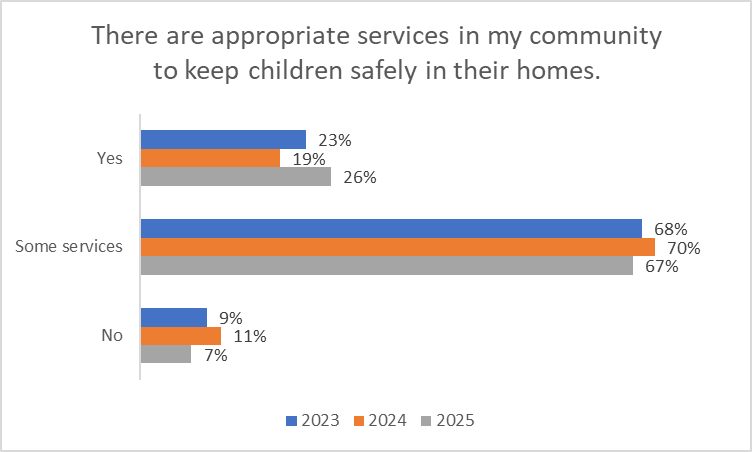 There are appropriate services in my community
to keep children safely in their homes.
Yes
23%
19%
26%
Some services
68%
70%
67%
No
9%
11%
7%
2023 2024 2025